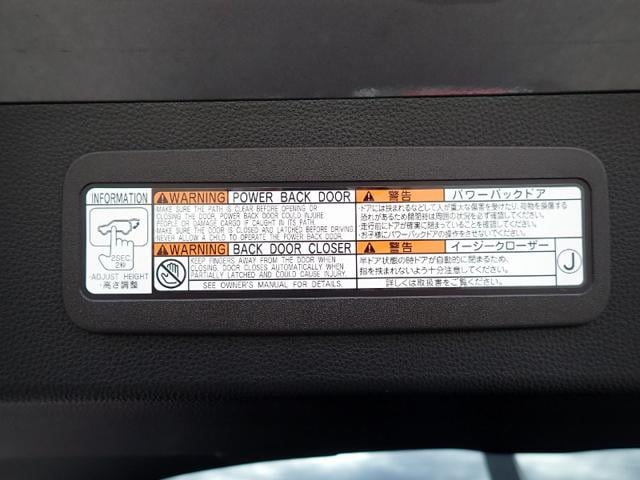 INFORMATION
2SEC.
2秒
·ADJUST HEIGHT
·高さ調整
WARNING POWER BACK DOOR
·MAKE SURE THE PATH IS CLEAR BEFORE OPENING OR
CLOSING THE DOOR. POWER BACK DOOR COULD INJURE
PEOPLE OR DAMAGE CARGO IF CAUGHT IN ITS PATH.
·MAKE SURE THE DOOR IS CLOSED AND LATCHED BEFORE DRIVING.
·NEVER ALLOW A CHILD TO OPERATE THE POWER BACK DOOR.
WARNING BACK DOOR CLOSER
KEEP FINGERS AWAY FROM THE DOOR WHEN
CLOSING. DOOR CLOSES AUTOMATICALLY WHEN
PARTIALLY LATCHED AND COULD CAUSE INJURY.
SEE OWNER'S MANUAL FOR DETAILS.
警告 パワーバックドア
·ドアには挟まれるなどして人が重大な傷害を受けたり、荷物を損傷する
恐れがあるため開閉時は周囲の状況を必ず確認してください。
·走行前にドアが確実に閉まっていることを確認してください。
·お子様にパワーバックドアの操作をさせないでください。
警告 イージークローザー
半ドア状態の時ドアが自動的に閉まるため、
指を挟まれないよう十分注意してください。
詳しくは取扱書をご覧ください。
J